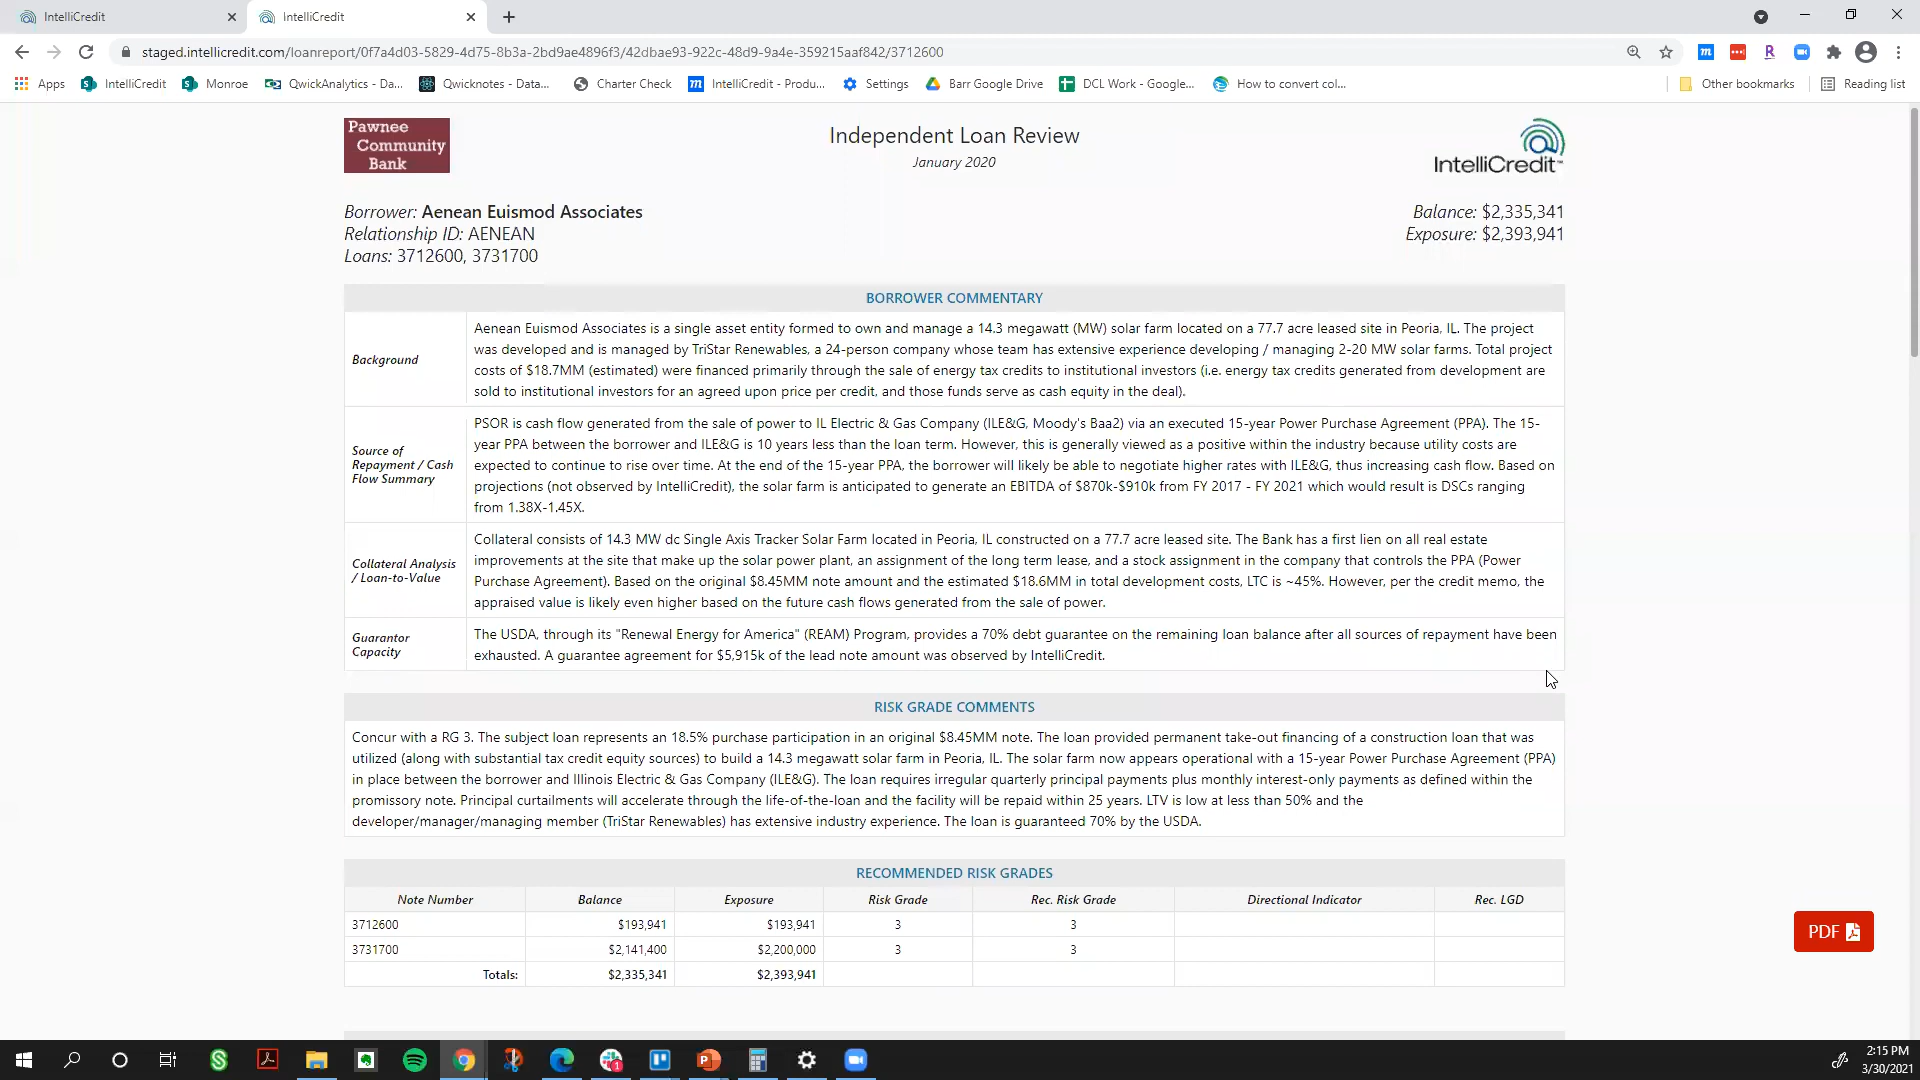 IntelliCredit
IntelliCredit
staged.intellicredit.com/loanreport/0f7a4d03-5829-4d75-8b3a-2bd9ae4896f3/42dbae93-922c-48d9-9a4e-359215aaf842/3712600
Apps
IntelliCredit
Monroe
QwickAnalytics - Da...
Qwicknotes - Data...
Charter Check
IntelliCredit - Produ...
Settings
Barr Google Drive
DCL Work - Google...
How to convert col...
Other bookmarks
Reading list
Pawnee
Community
Bank
Independent Loan Review
January 2020
IntelliCredit™
Borrower: Aenean Euismod Associates
Relationship ID: AENEAN
Loans: 3712600, 3731700
Balance: $2,335,341
Exposure: $2,393,941
BORROWER COMMENTARY
Background
Aenean Euismod Associates is a single asset entity formed to own and manage a 14.3 megawatt (MW) solar farm located on a 77.7 acre leased site in Peoria, IL. The project
was developed and is managed by TriStar Renewables, a 24-person company whose team has extensive experience developing / managing 2-20 MW solar farms. Total project
costs of $18.7MM (estimated) were financed primarily through the sale of energy tax credits to institutional investors (i.e. energy tax credits generated from development are
sold to institutional investors for an agreed upon price per credit, and those funds serve as cash equity in the deal).
Source of
Repayment / Cash
Flow Summary
PSOR is cash flow generated from the sale of power to IL Electric & Gas Company (ILE&G, Moody's Baa2) via an executed 15-year Power Purchase Agreement (PPA). The 15-
year PPA between the borrower and ILE&G is 10 years less than the loan term. However, this is generally viewed as a positive within the industry because utility costs are
expected to continue to rise over time. At the end of the 15-year PPA, the borrower will likely be able to negotiate higher rates with ILE&G, thus increasing cash flow. Based on
projections (not observed by IntelliCredit), the solar farm is anticipated to generate an EBITDA of $870k-$910k from FY 2017 - FY 2021 which would result is DSCs ranging
from 1.38X-1.45X.
Collateral Analysis
/ Loan-to-Value
Collateral consists of 14.3 MW dc Single Axis Tracker Solar Farm located in Peoria, IL constructed on a 77.7 acre leased site. The Bank has a first lien on all real estate
improvements at the site that make up the solar power plant, an assignment of the long term lease, and a stock assignment in the company that controls the PPA (Power
Purchase Agreement). Based on the original $8.45MM note amount and the estimated $18.6MM in total development costs, LTC is ~45%. However, per the credit memo, the
appraised value is likely even higher based on the future cash flows generated from the sale of power.
Guarantor
Capacity
The USDA, through its "Renewal Energy for America" (REAM) Program, provides a 70% debt guarantee on the remaining loan balance after all sources of repayment have been
exhausted. A guarantee agreement for $5,915k of the lead note amount was observed by IntelliCredit.
RISK GRADE COMMENTS
Concur with a RG 3. The subject loan represents an 18.5% purchase participation in an original $8.45MM note. The loan provided permanent take-out financing of a construction loan that was
utilized (along with substantial tax credit equity sources) to build a 14.3 megawatt solar farm in Peoria, IL. The solar farm now appears operational with a 15-year Power Purchase Agreement (PPA)
in place between the borrower and Illinois Electric & Gas Company (ILE&G). The loan requires irregular quarterly principal payments plus monthly interest-only payments as defined within the
promissory note. Principal curtailments will accelerate through the life-of-the-loan and the facility will be repaid within 25 years. LTV is low at less than 50% and the
developer/manager/managing member (TriStar Renewables) has extensive industry experience. The loan is guaranteed 70% by the USDA.
RECOMMENDED RISK GRADES
Note Number Balance Exposure Risk Grade Rec. Risk Grade Directional Indicator Rec. LGD
3712600 $193,941 $193,941 3 3
3731700 $2,141,400 $2,200,000 3 3
Totals: $2,335,341 $2,393,941
PDF
2:15 PM
3/30/2021